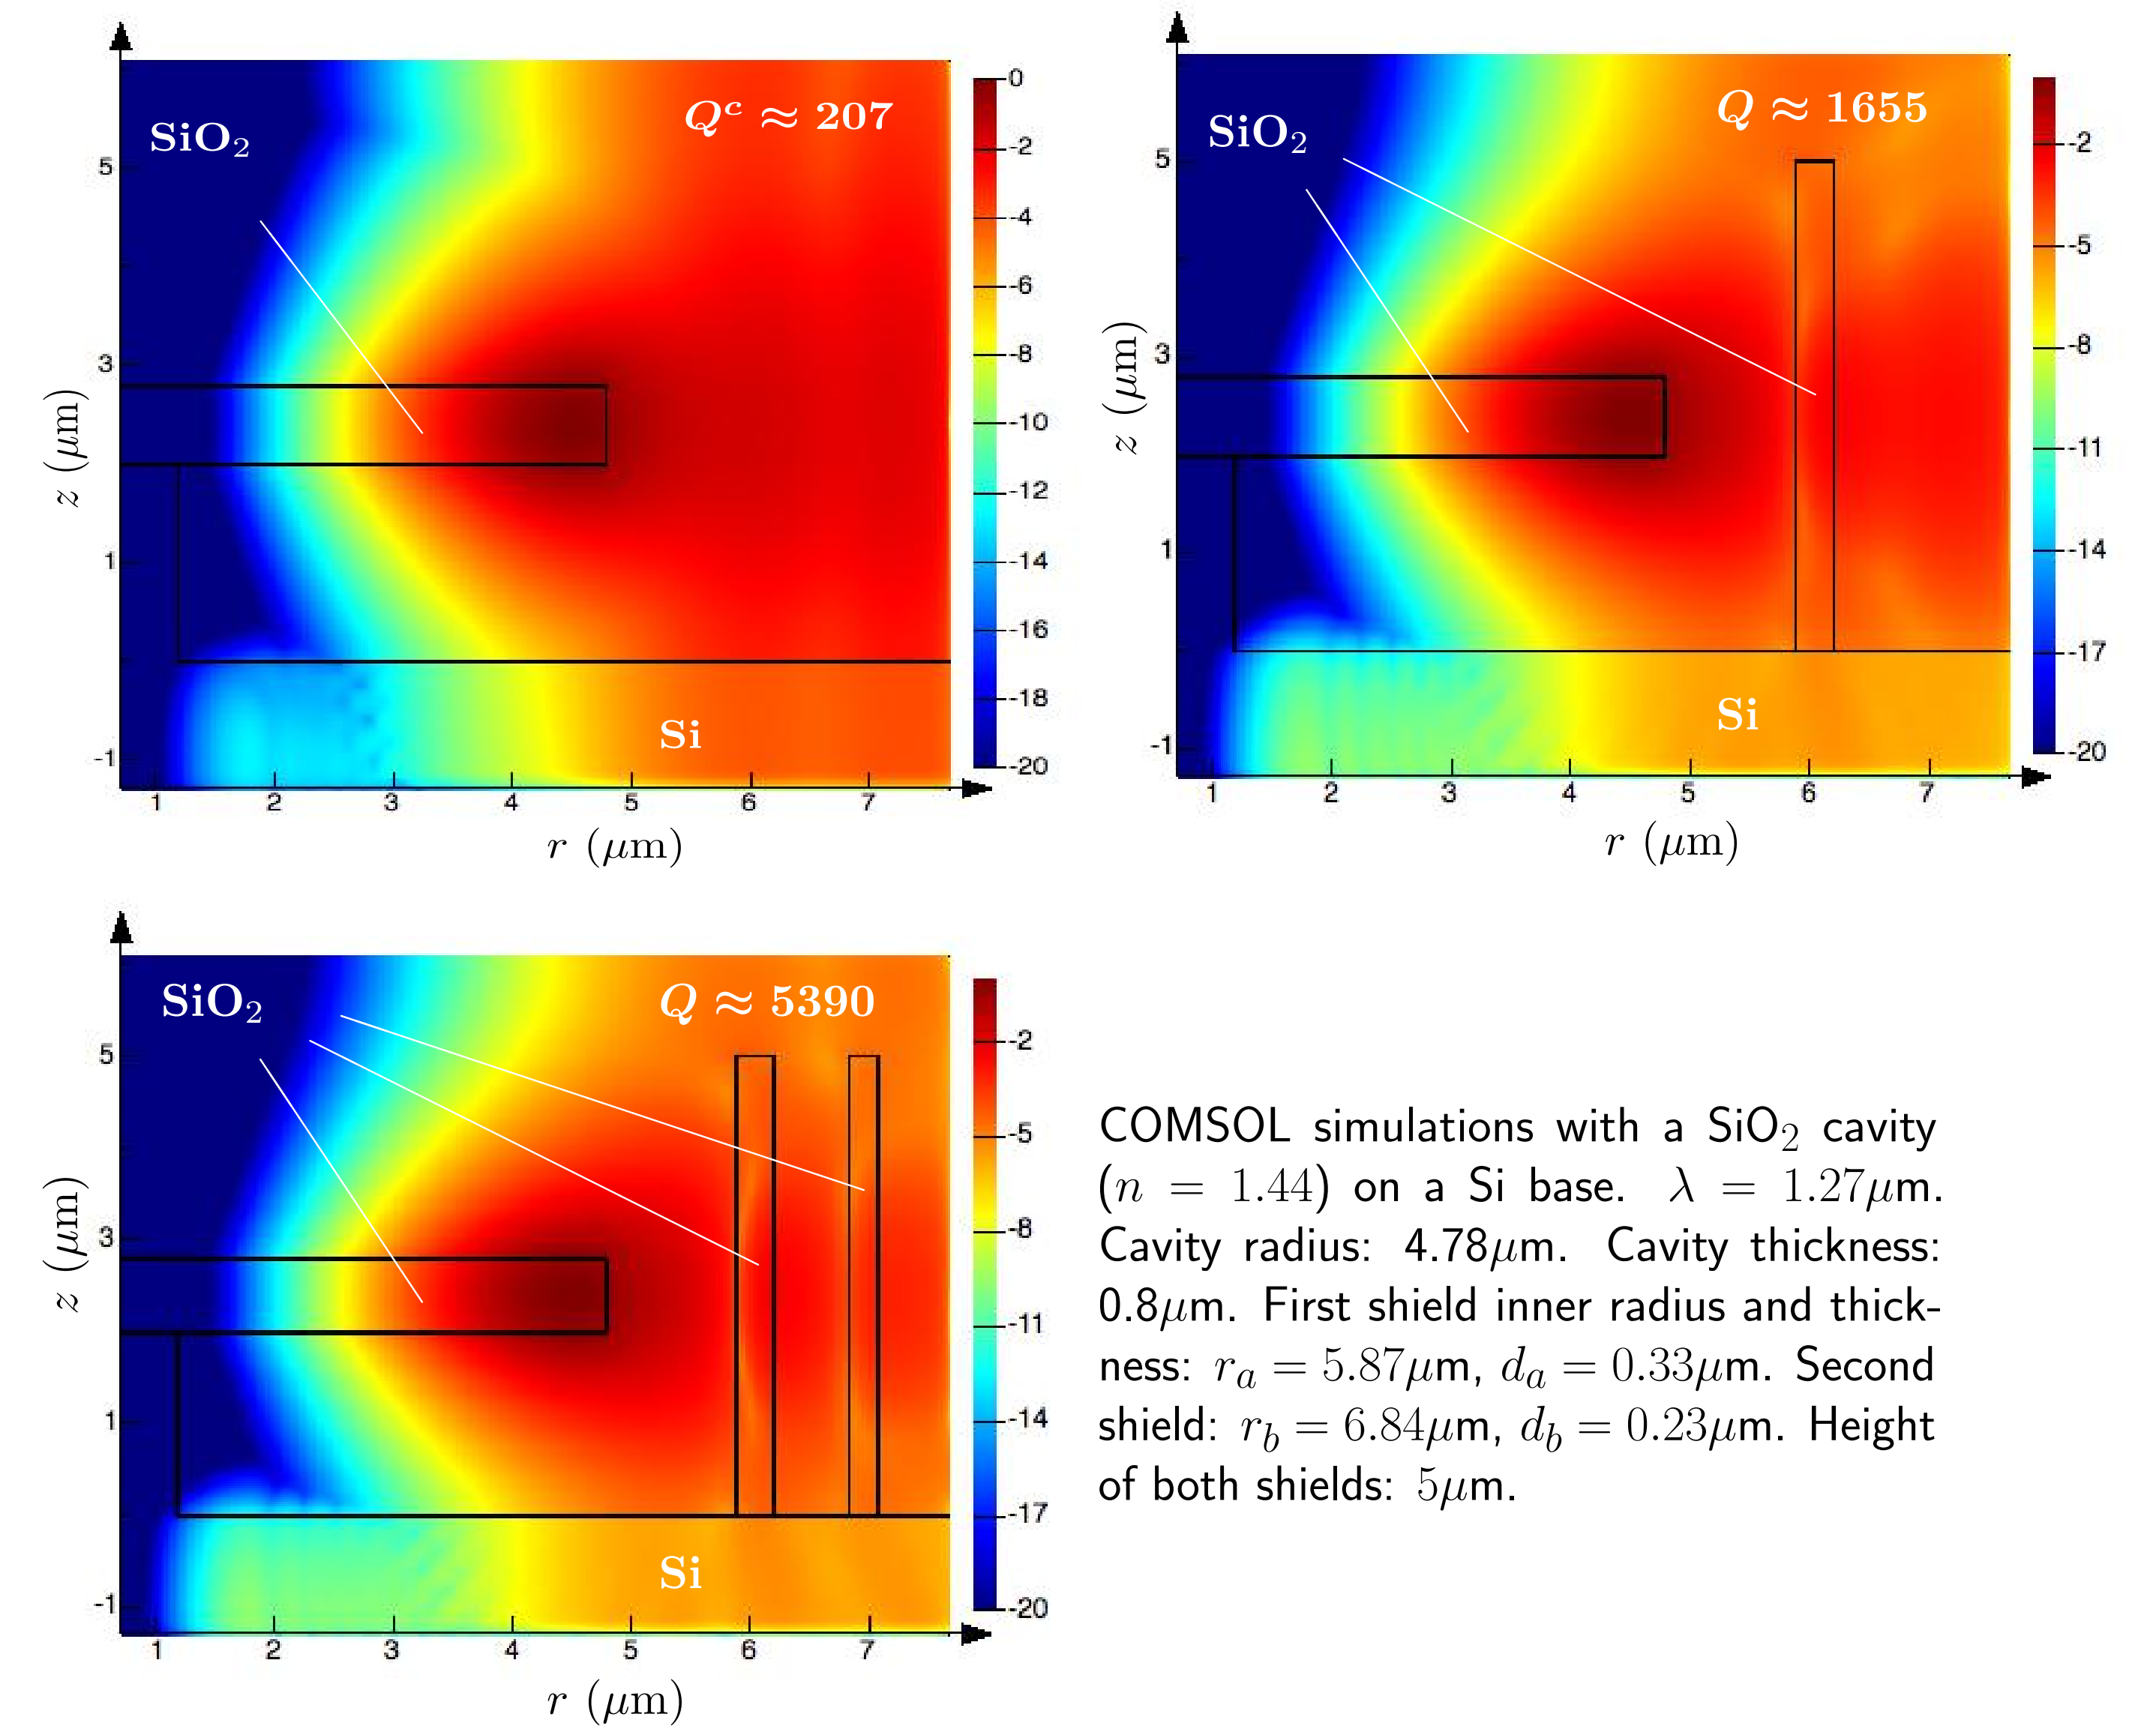 SiO₂
Qᶜ ≈ 207
0
-2
-4
-6
-8
-10
-12
-14
-16
-18
-20
5
3
1
-1
z (μm)
Si
1 2 3 4 5 6 7
r (μm)
SiO₂
Q ≈ 1655
-2
-5
-8
-11
-14
-17
-20
5
3
1
-1
z (μm)
Si
1 2 3 4 5 6 7
r (μm)
SiO₂
Q ≈ 5390
-2
-5
-8
-11
-14
-17
-20
5
3
1
-1
z (μm)
Si
1 2 3 4 5 6 7
r (μm)
COMSOL simulations with a SiO₂ cavity
(n = 1.44) on a Si base. λ = 1.27μm.
Cavity radius: 4.78μm. Cavity thickness:
0.8μm. First shield inner radius and thick-
ness: rₐ = 5.87μm, dₐ = 0.33μm. Second
shield: r_b = 6.84μm, d_b = 0.23μm. Height
of both shields: 5μm.